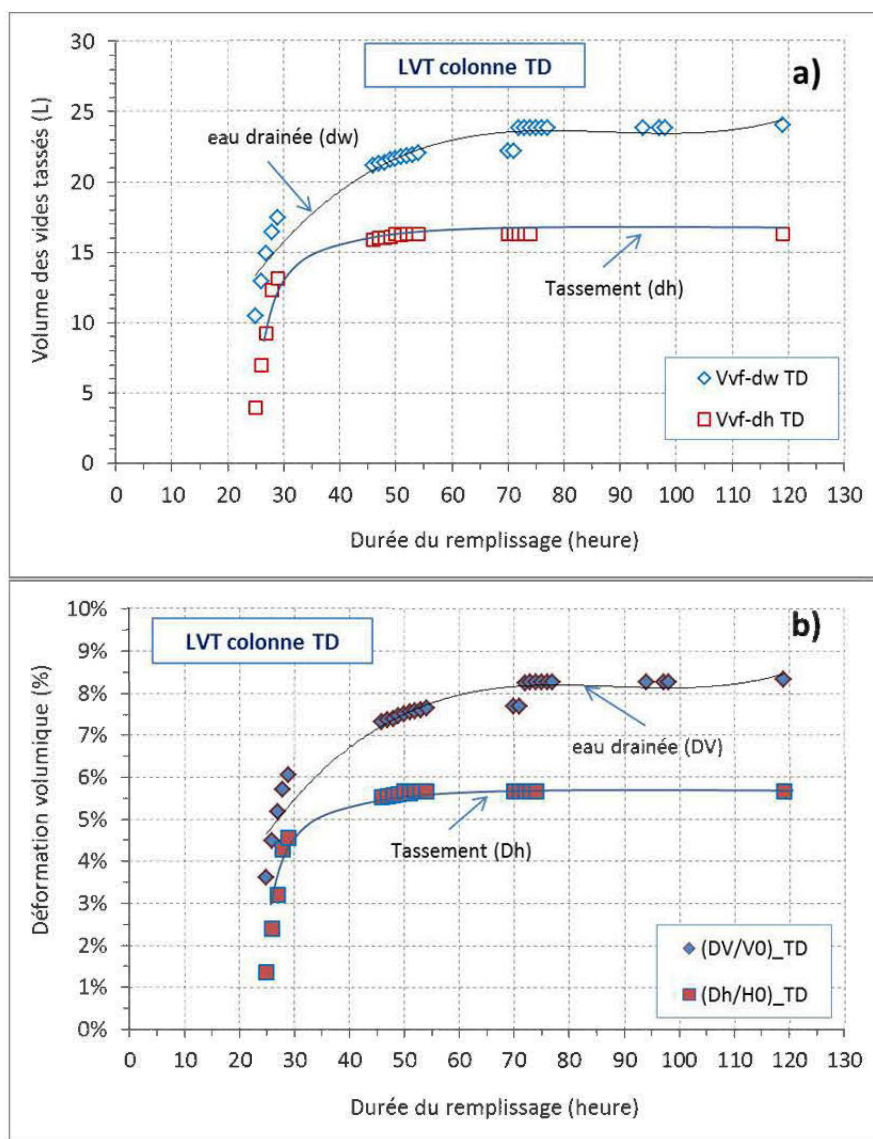 LVT colonne TD
a)
30
25
20
15
10
5
0
Volume des vides tassés (L)
eau drainée (dw)
Tassement (dh)
Vvf-dw TD
Vvf-dh TD
0 10 20 30 40 50 60 70 80 90 100 110 120 130
Durée du remplissage (heure)
LVT colonne TD
b)
10%
9%
8%
7%
6%
5%
4%
3%
2%
1%
0%
Déformation volumique (%)
eau drainée (DV)
Tassement (Dh)
(DV/V0)_TD
(Dh/H0)_TD
0 10 20 30 40 50 60 70 80 90 100 110 120 130
Durée du remplissage (heure)